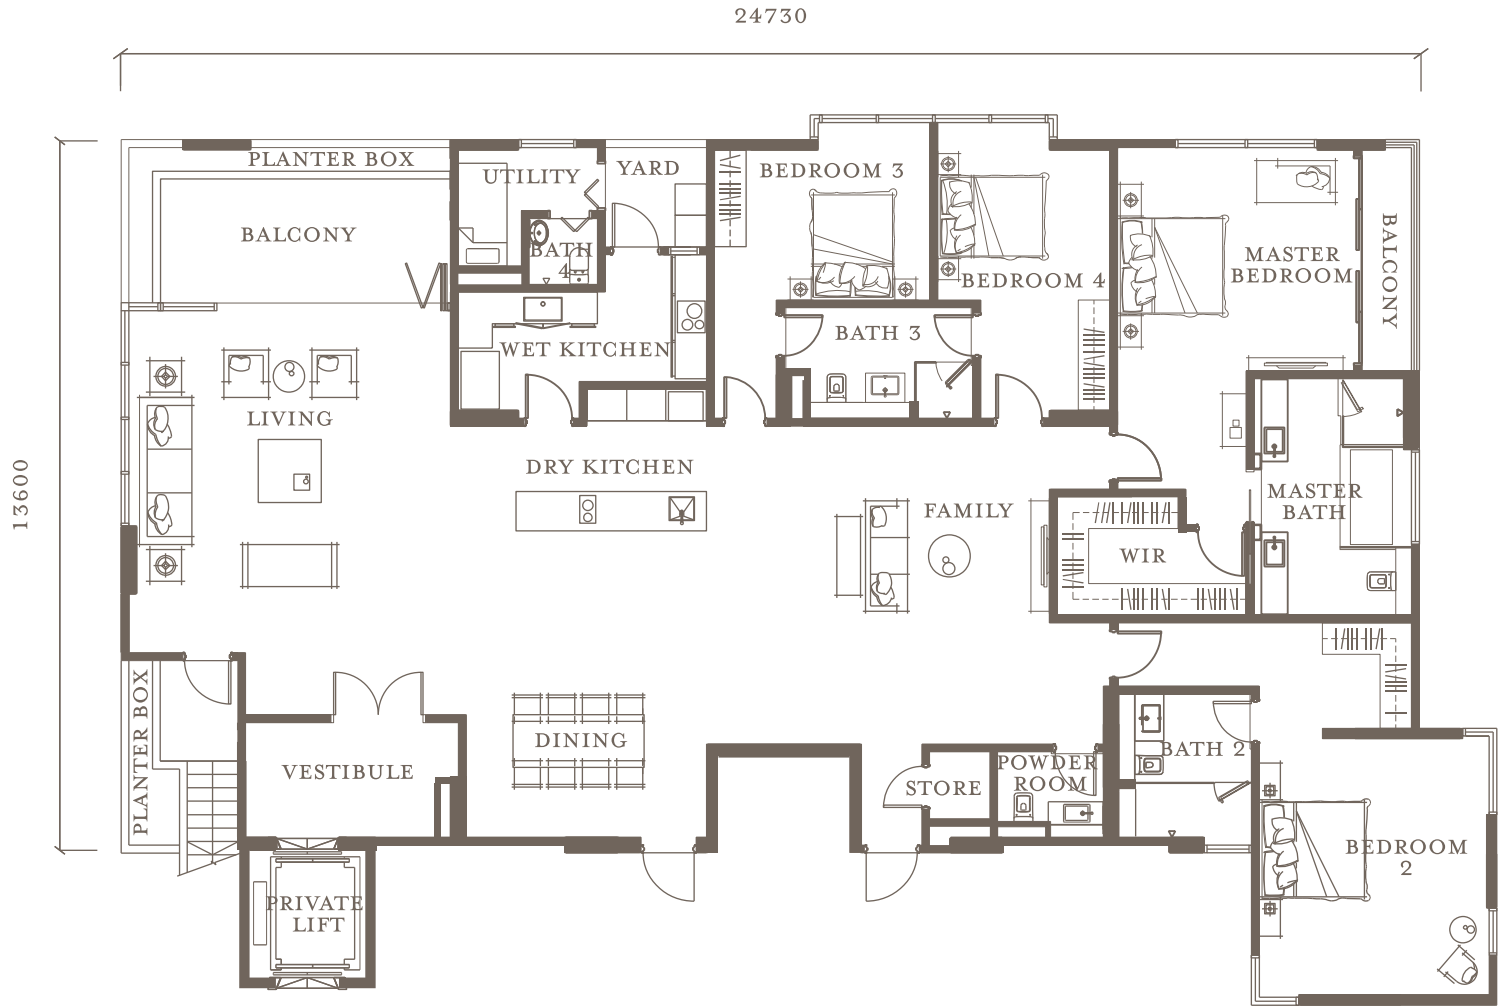 24730
13600
PLANTER BOX
UTILITY
YARD
BEDROOM 3
BALCONY
BATH
4
BEDROOM 4
MASTER
BEDROOM
BALCONY
BATH 3
WET KITCHEN
LIVING
DRY KITCHEN
FAMILY
MASTER
BATH
WIR
PLANTER BOX
DINING
BATH 2
VESTIBULE
STORE
POWDER
ROOM
BEDROOM
2
PRIVATE
LIFT